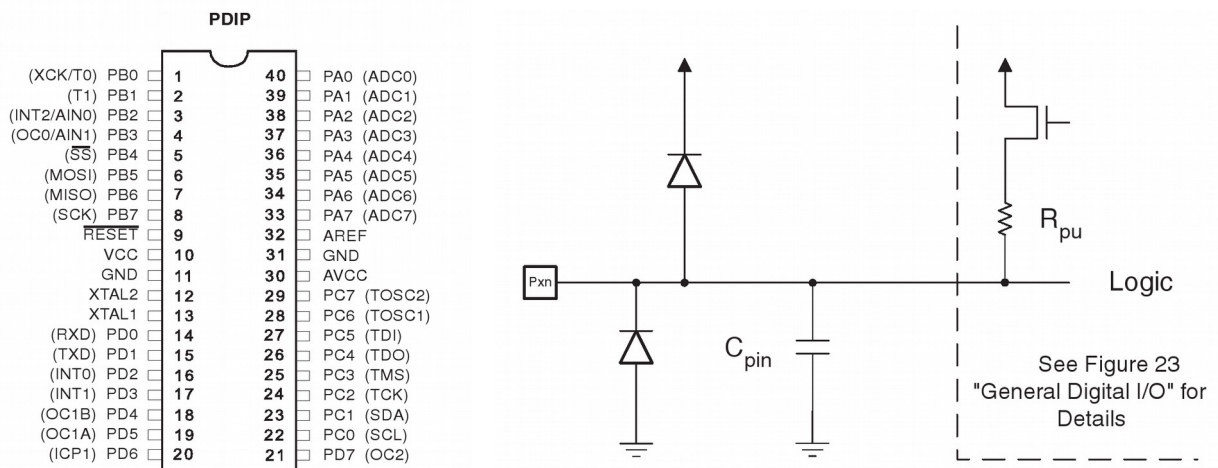 PDIP
(XCK/T0) PB0 1 40 PA0 (ADC0)
(T1) PB1 2 39 PA1 (ADC1)
(INT2/AIN0) PB2 3 38 PA2 (ADC2)
(OC0/AIN1) PB3 4 37 PA3 (ADC3)
(SS) PB4 5 36 PA4 (ADC4)
(MOSI) PB5 6 35 PA5 (ADC5)
(MISO) PB6 7 34 PA6 (ADC6)
(SCK) PB7 8 33 PA7 (ADC7)
RESET 9 32 AREF
VCC 10 31 GND
GND 11 30 AVCC
XTAL2 12 29 PC7 (TOSC2)
XTAL1 13 28 PC6 (TOSC1)
(RXD) PD0 14 27 PC5 (TDI)
(TXD) PD1 15 26 PC4 (TDO)
(INT0) PD2 16 25 PC3 (TMS)
(INT1) PD3 17 24 PC2 (TCK)
(OC1B) PD4 18 23 PC1 (SDA)
(OC1A) PD5 19 22 PC0 (SCL)
(ICP1) PD6 20 21 PD7 (OC2)
Rpu
Pxn
Logic
Cpin
See Figure 23
"General Digital I/O" for
Details